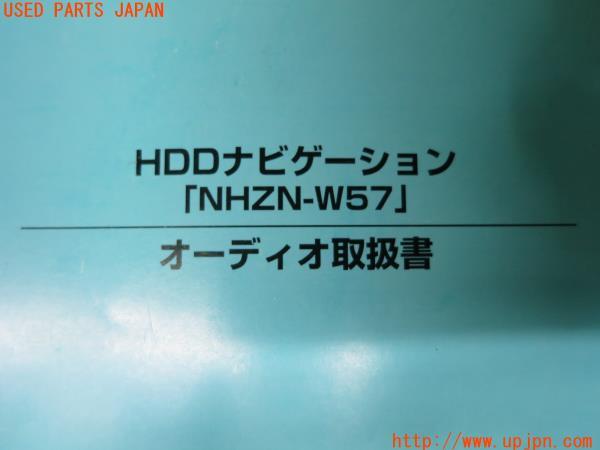 USED PARTS JAPAN
HDDナビゲーション
「NHZN-W57」
オーディオ取扱書
http://www.upjpn.com/